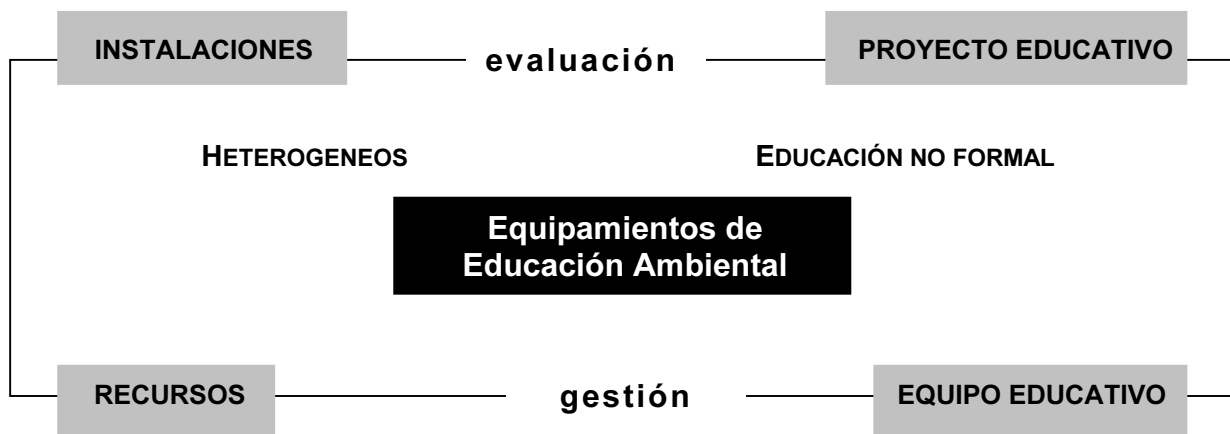 INSTALACIONES evaluación PROYECTO EDUCATIVO
HETEROGENEOS EDUCACIÓN NO FORMAL
Equipamientos de
Educación Ambiental
RECURSOS gestión EQUIPO EDUCATIVO